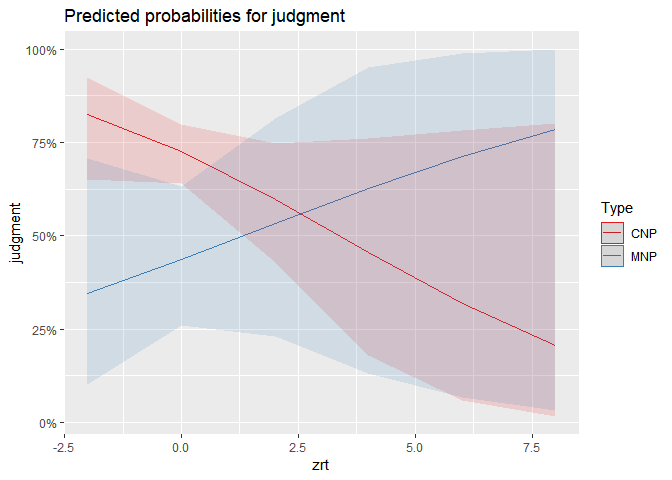 Predicted probabilities for judgment
100%
75%
50%
25%
0%
judgment
-2.5
0.0
2.5
5.0
7.5
zrt
Type
CNP
MNP